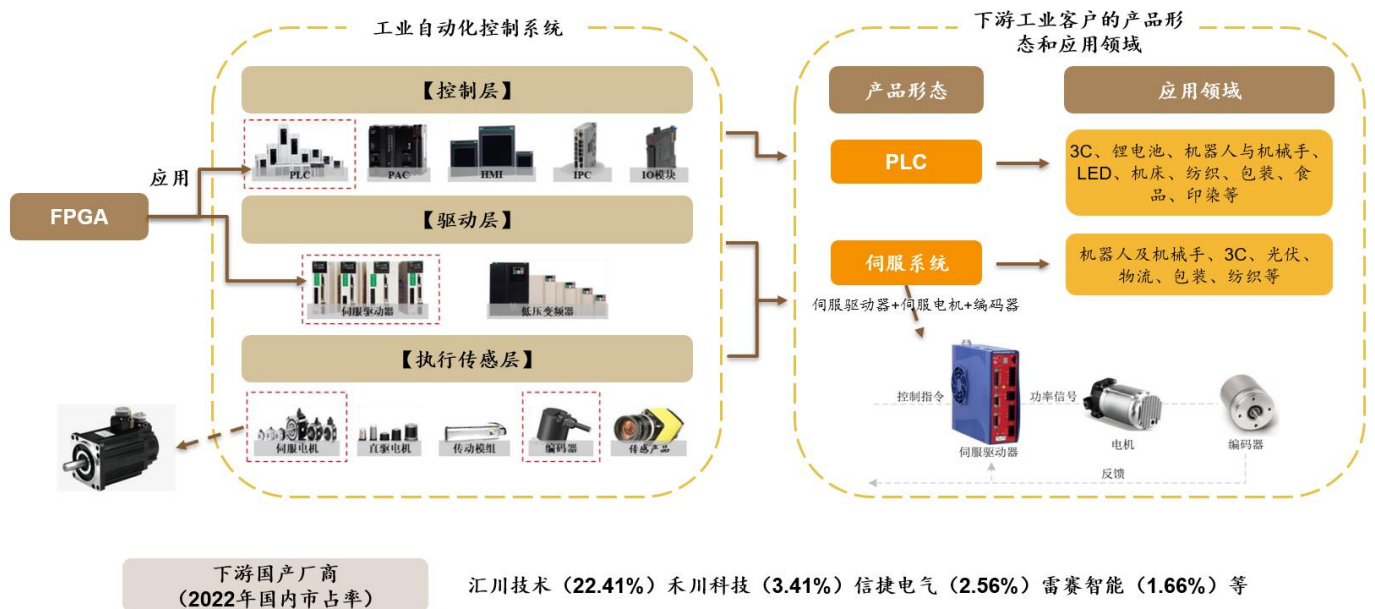 工业自动化控制系统
下游工业客户的产品形
态和应用领域
【控制层】
产品形态
应用领域
PLC
PAC
HMI
IPC
IO模块
应用
FPGA
PLC
3C、锂电池、机器人与机械手、
LED、机床、纺织、包装、食
品、印染等
【驱动层】
伺服驱动器
低压变频器
伺服系统
机器人及机械手、3C、光伏、
物流、包装、纺织等
伺服驱动器+伺服电机+编码器
【执行传感层】
伺服电机
直驱电机
传动模组
编码器
传感产品
控制指令
功率信号
伺服驱动器
电机
编码器
反馈
下游国产厂商
（2022年国内市占率）
汇川技术（22.41%）禾川科技（3.41%）信捷电气（2.56%）雷赛智能（1.66%）等